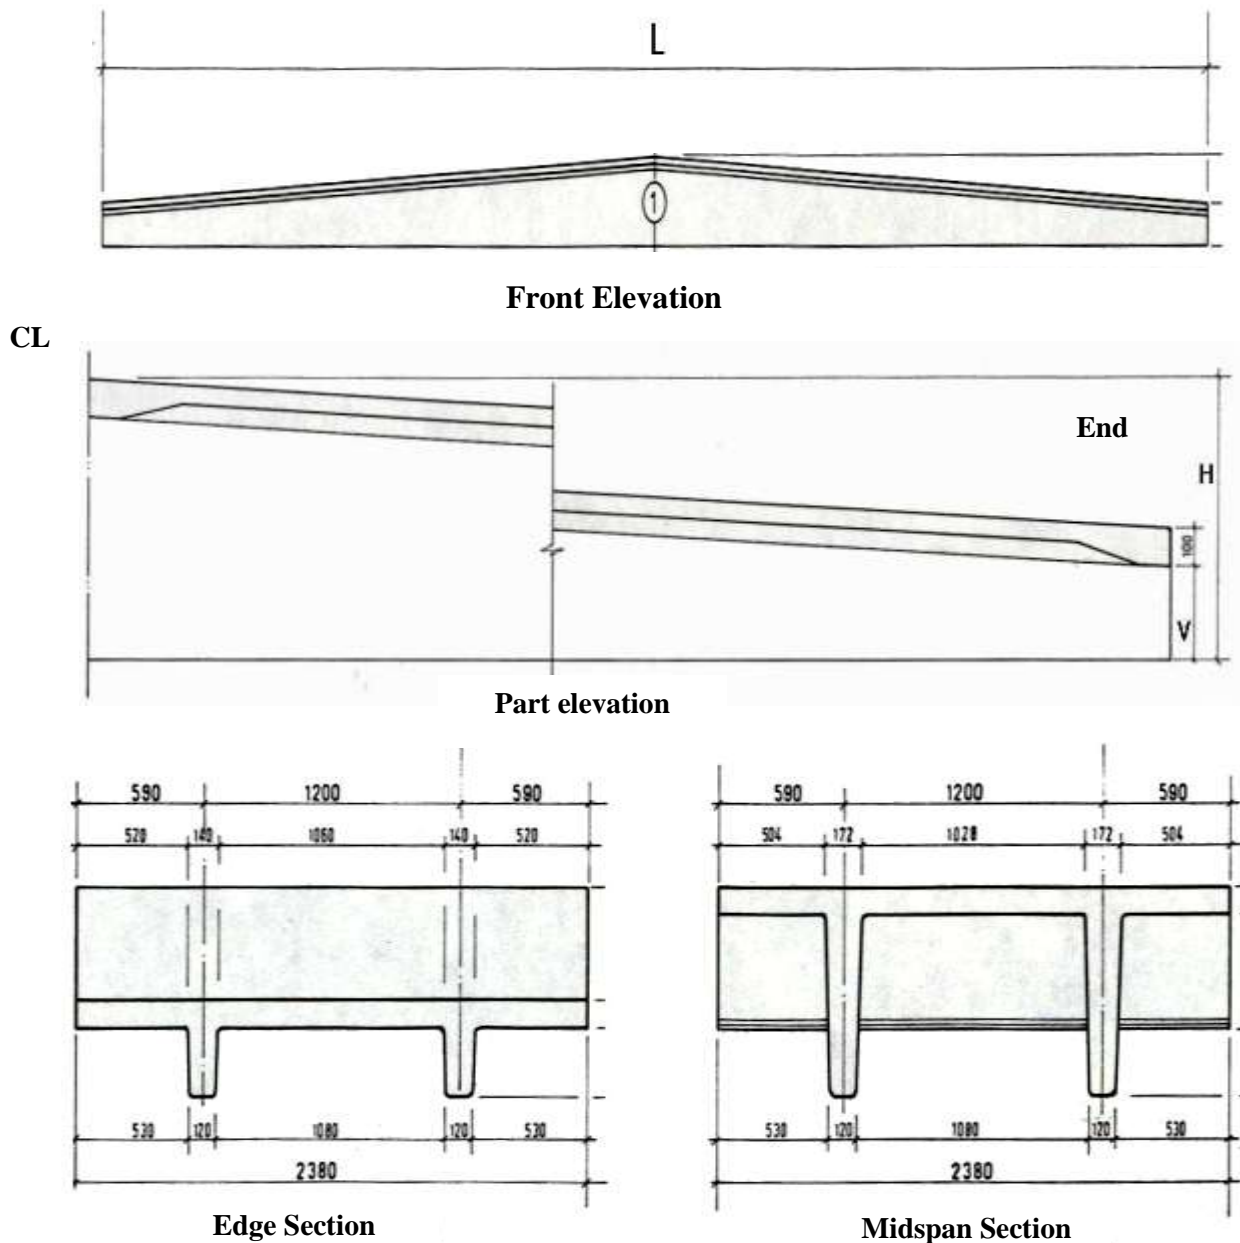 L
1
Front Elevation
CL
End
H
100
V
Part elevation
590 1200 590
520 140 1060 140 520
530 120 1080 120 530
2380
Edge Section
590 1200 590
504 172 1028 172 504
530 120 1080 120 530
2380
Midspan Section